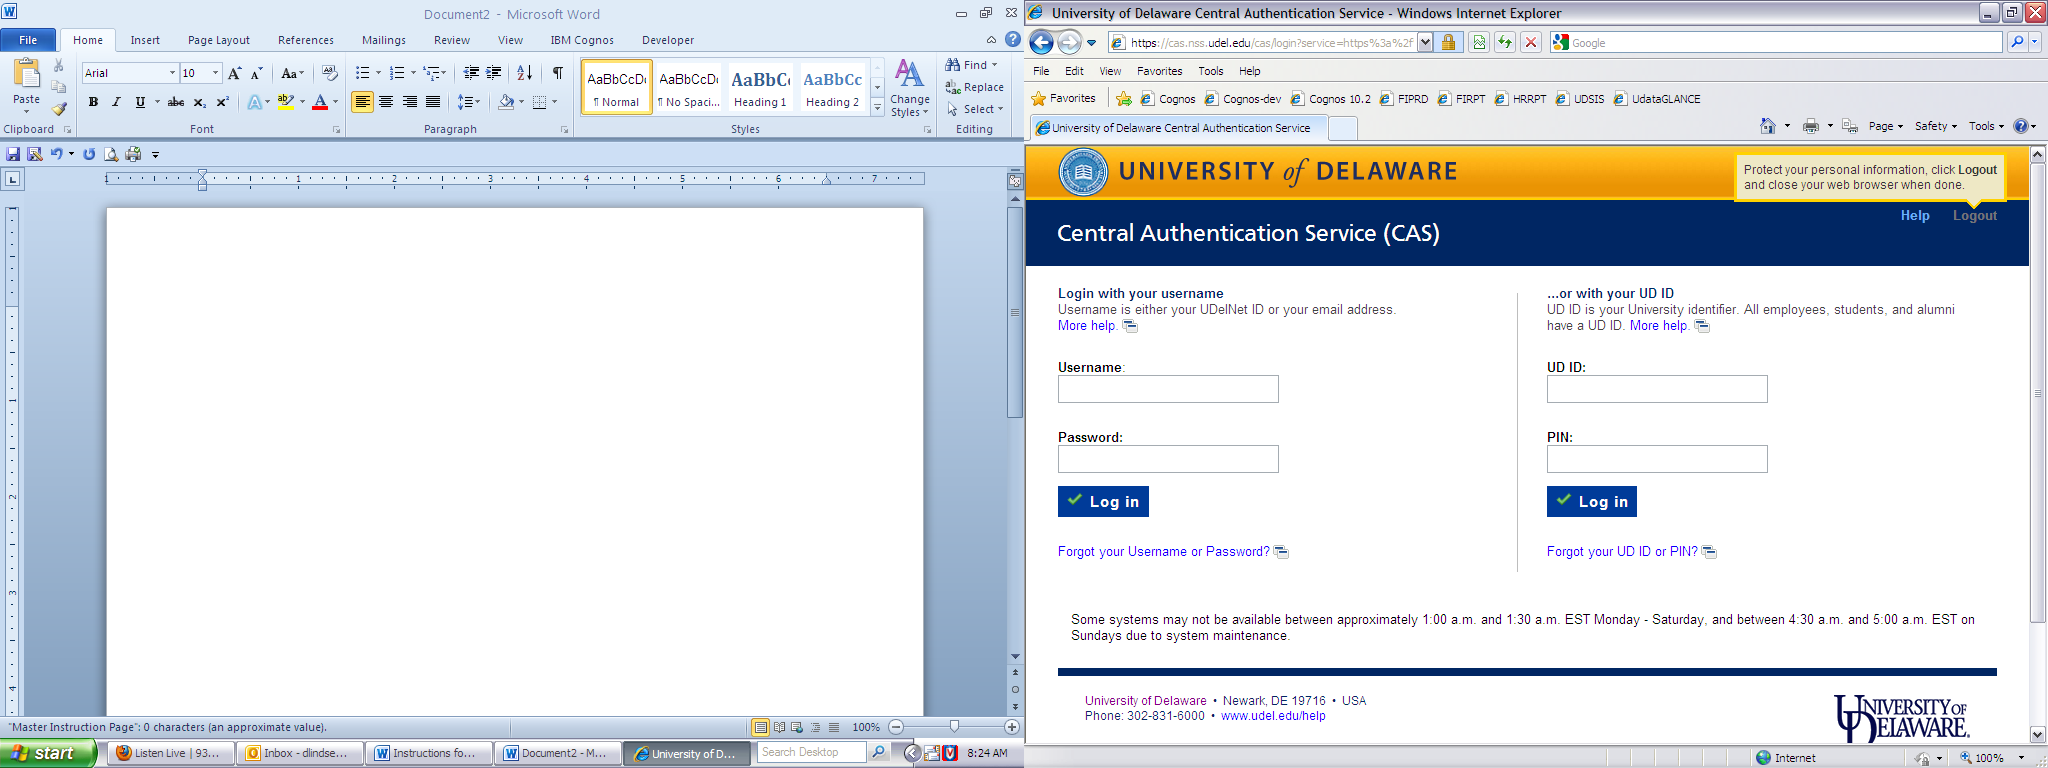 Document2 - Microsoft Word
File Home Insert Page Layout References Mailings Review View IBM Cognos Developer
Paste
Clipboard
Arial 10
B I U abc x₂ x²
Font
Paragraph
AaBbCcDc AaBbCcDc AaBbCc AaBbCc
¶ Normal ¶ No Spaci... Heading 1 Heading 2
Change Styles
Styles
Find
Replace
Select
Editing
1 1 2 3 4 5 6 7
"Master Instruction Page": 0 characters (an approximate value).
100%
start
Listen Live | 93...
Inbox - dlindse...
Instructions fo...
Document2 - M...
University of D...
Search Desktop
8:24 AM
University of Delaware Central Authentication Service - Windows Internet Explorer
https://cas.nss.udel.edu/cas/login?service=https%3a%2f
Google
File Edit View Favorites Tools Help
Favorites Cognos Cognos-dev Cognos 10.2 FIPRD FIRPT HRRPT UDSIS UdataGLANCE
University of Delaware Central Authentication Service
Page Safety Tools
UNIVERSITY of DELAWARE
Protect your personal information, click Logout
and close your web browser when done.
Help Logout
Central Authentication Service (CAS)
Login with your username
Username is either your UDelNet ID or your email address.
More help.
Username:
Password:
Log in
Forgot your Username or Password?
...or with your UD ID
UD ID is your University identifier. All employees, students, and alumni
have a UD ID. More help.
UD ID:
PIN:
Log in
Forgot your UD ID or PIN?
Some systems may not be available between approximately 1:00 a.m. and 1:30 a.m. EST Monday - Saturday, and between 4:30 a.m. and 5:00 a.m. EST on
Sundays due to system maintenance.
University of Delaware • Newark, DE 19716 • USA
Phone: 302-831-6000 • www.udel.edu/help
UNIVERSITY OF
DELAWARE.
Internet
100%